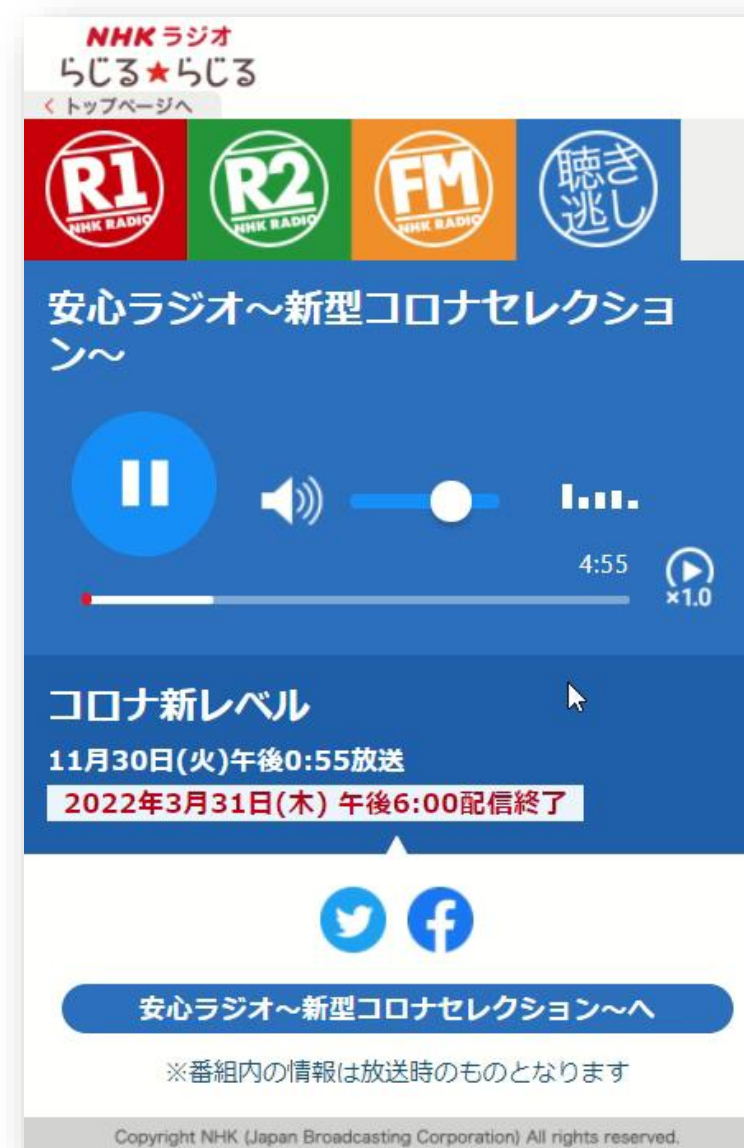 NHKラジオ
らじる★らじる
< トップページへ
R1
NHK RADIO
R2
NHK RADIO
FM
NHK RADIO
聴き
逃し
安心ラジオ～新型コロナセレクショ
ン～
4:55
×1.0
コロナ新レベル
11月30日(火)午後0:55放送
2022年3月31日(木) 午後6:00配信終了
安心ラジオ～新型コロナセレクション～へ
※番組内の情報は放送時のものとなります
Copyright NHK (Japan Broadcasting Corporation) All rights reserved.